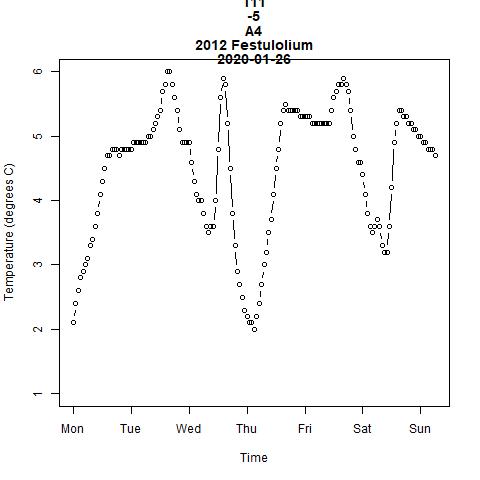 T11
-5
A4
2012 Festulolium
2020-01-26
Temperature (degrees C)
6
5
4
3
2
1
Mon Tue Wed Thu Fri Sat Sun
Time